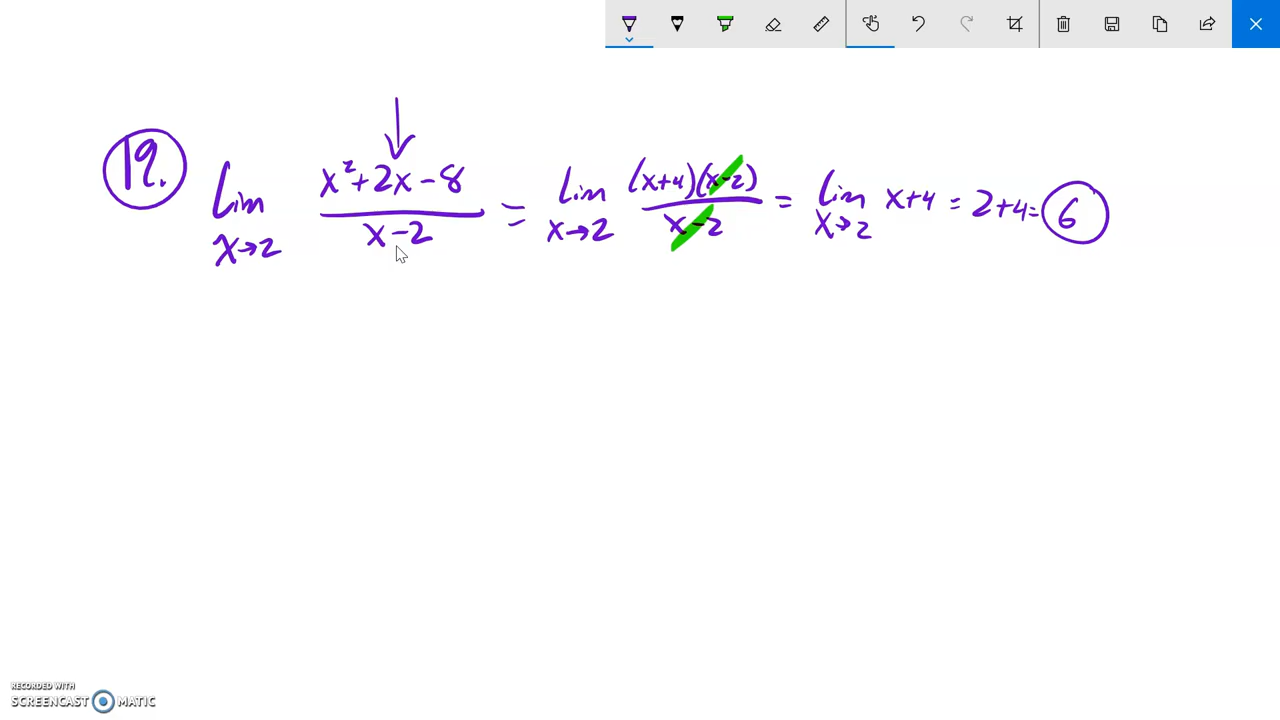 19. Lim x→2 x²+2x-8 / x-2 = Lim x→2 (x+4)(x-2) / x-2 = Lim x→2 x+4 = 2+4= 6
RECORDED WITH
SCREENCAST MATIC